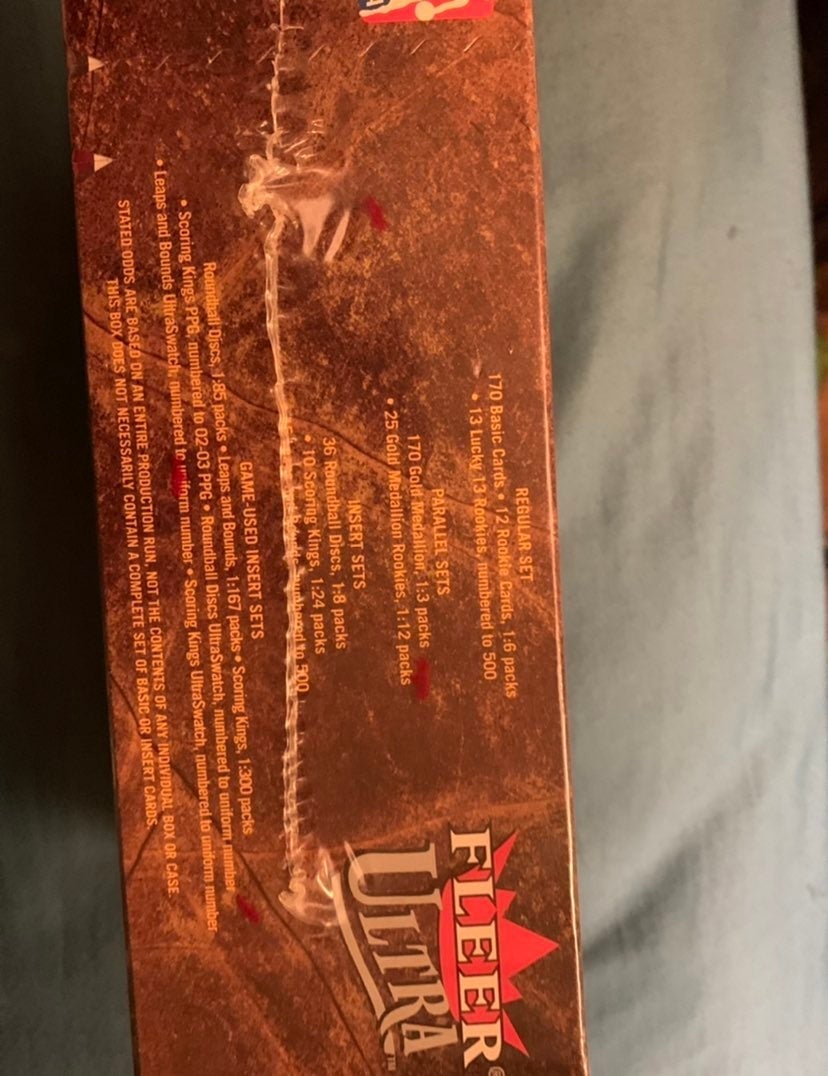 REGULAR SET
170 Basic Cards • 12 Rookie Cards, 1:6 packs
• 13 Lucky 13 Rookies, numbered to 500
PARALLEL SETS
170 Gold Medallion, 1:3 packs
• 25 Gold Medallion Rookies, 1:12 packs
INSERT SETS
36 Roundball Discs, 1:8 packs
• 10 Scoring Kings, 1:24 packs
numbered to 500
GAME-USED INSERT SETS
Roundball Discs, 1:85 packs • Leaps and Bounds, 1:167 packs • Scoring Kings, 1:300 packs
• Scoring Kings PPG, numbered to 02-03 PPG • Roundball Discs UltraSwatch, numbered to uniform number
• Leaps and Bounds UltraSwatch, numbered to uniform number • Scoring Kings UltraSwatch, numbered to uniform number
STATED ODDS ARE BASED ON AN ENTIRE PRODUCTION RUN, NOT THE CONTENTS OF ANY INDIVIDUAL BOX OR CASE.
THIS BOX DOES NOT NECESSARILY CONTAIN A COMPLETE SET OF BASIC OR INSERT CARDS.
FLEER®
ULTRA™